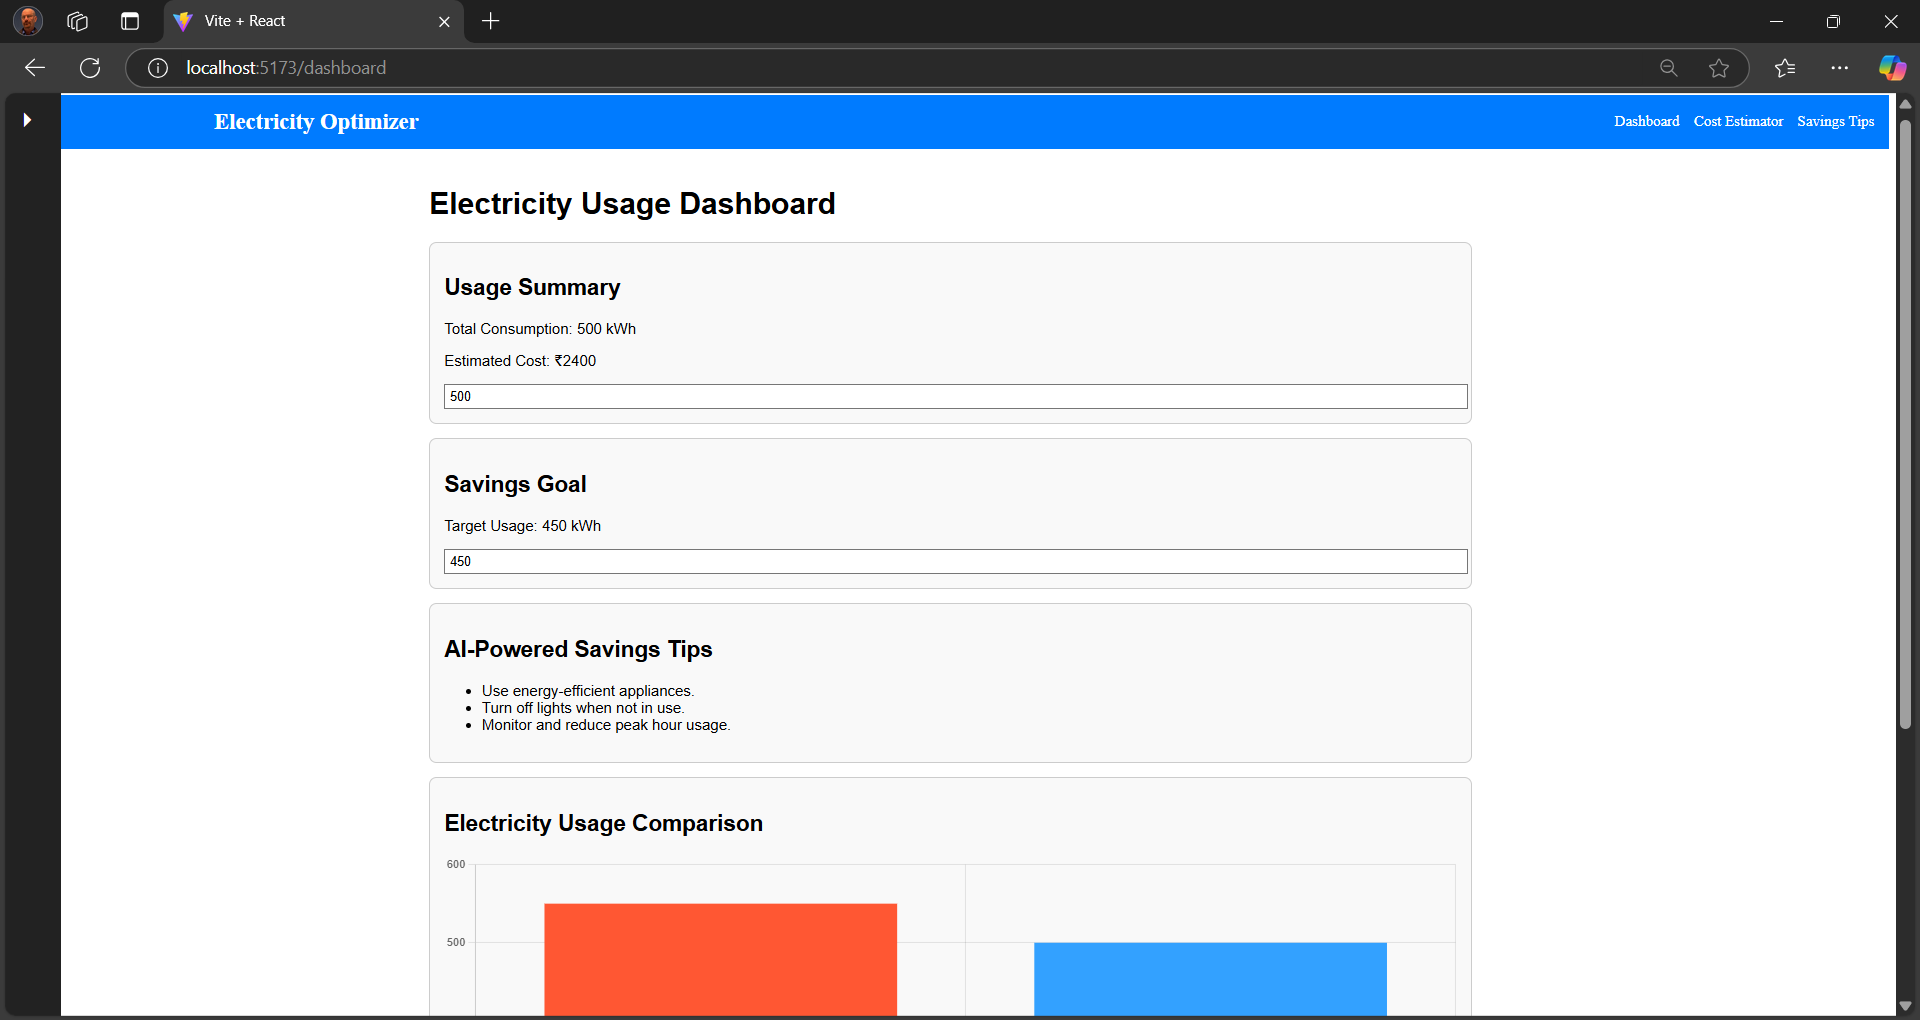 Vite + React
localhost:5173/dashboard
Electricity Optimizer
Dashboard Cost Estimator Savings Tips
Electricity Usage Dashboard
Usage Summary
Total Consumption: 500 kWh
Estimated Cost: ₹2400
500
Savings Goal
Target Usage: 450 kWh
450
AI-Powered Savings Tips
• Use energy-efficient appliances.
• Turn off lights when not in use.
• Monitor and reduce peak hour usage.
Electricity Usage Comparison
600
500